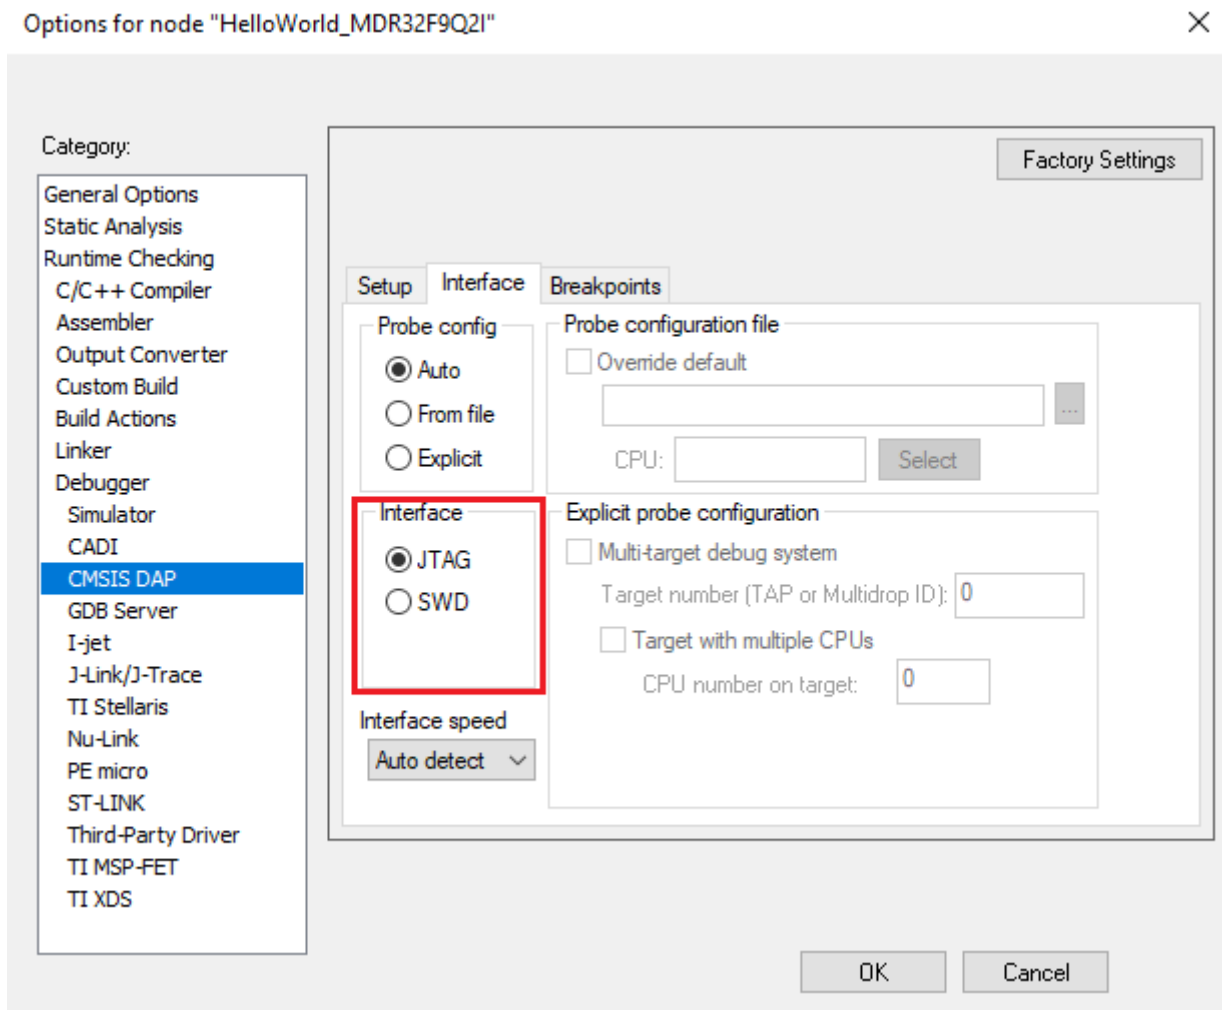 Options for node "HelloWorld_MDR32F9Q2I"
Category:
Factory Settings
General Options
Static Analysis
Runtime Checking
C/C++ Compiler
Assembler
Output Converter
Custom Build
Build Actions
Linker
Debugger
Simulator
CADI
CMSIS DAP
GDB Server
I-jet
J-Link/J-Trace
TI Stellaris
Nu-Link
PE micro
ST-LINK
Third-Party Driver
TI MSP-FET
TI XDS
Setup Interface Breakpoints
Probe config
Auto
From file
Explicit
Probe configuration file
Override default
...
CPU: Select
Interface
JTAG
SWD
Interface speed
Auto detect
Explicit probe configuration
Multi-target debug system
Target number (TAP or Multidrop ID): 0
Target with multiple CPUs
CPU number on target: 0
OK Cancel